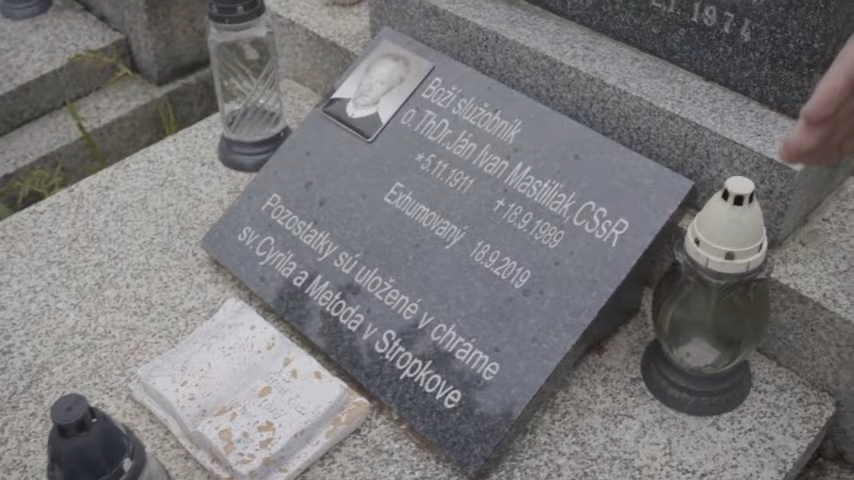 1974
Boží služobník
o. ThDr. Ján Ivan Mastiliak, CSsR
*5.11.1911 +18.9.1989
Exhumovaný 18.9.2019
Pozostatky sú uložené v chráme
sv. Cyrila a Metoda v Stropkove